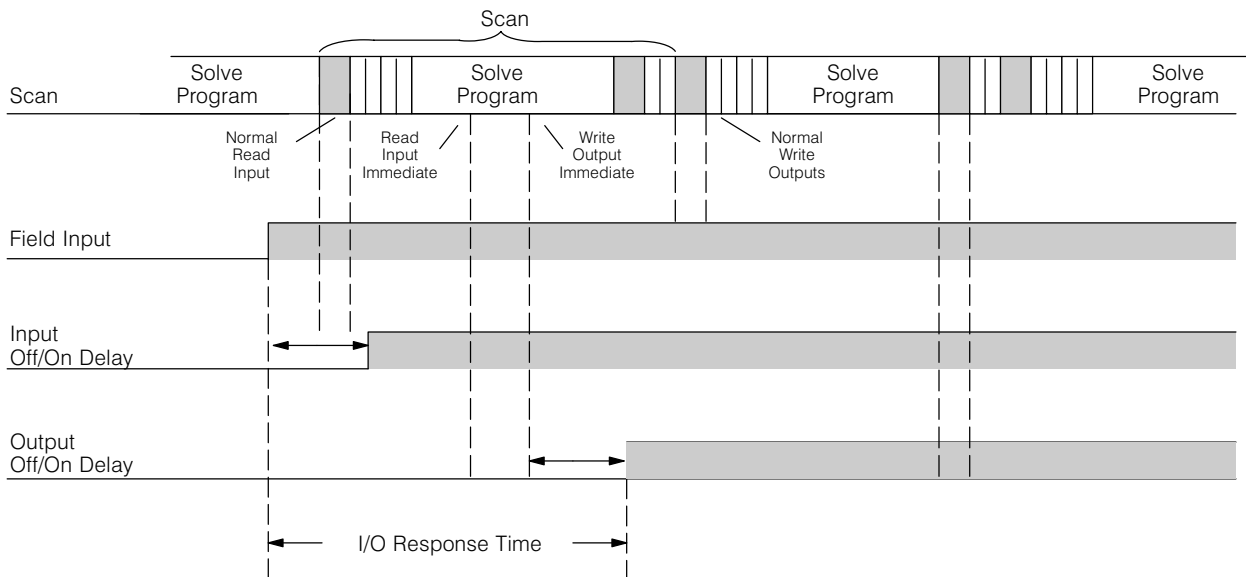 Scan
Scan
Solve
Program
Solve
Program
Solve
Program
Solve
Program
Normal
Read
Input
Read
Input
Immediate
Write
Output
Immediate
Normal
Write
Outputs
Field Input
Input
Off/On Delay
Output
Off/On Delay
I/O Response Time